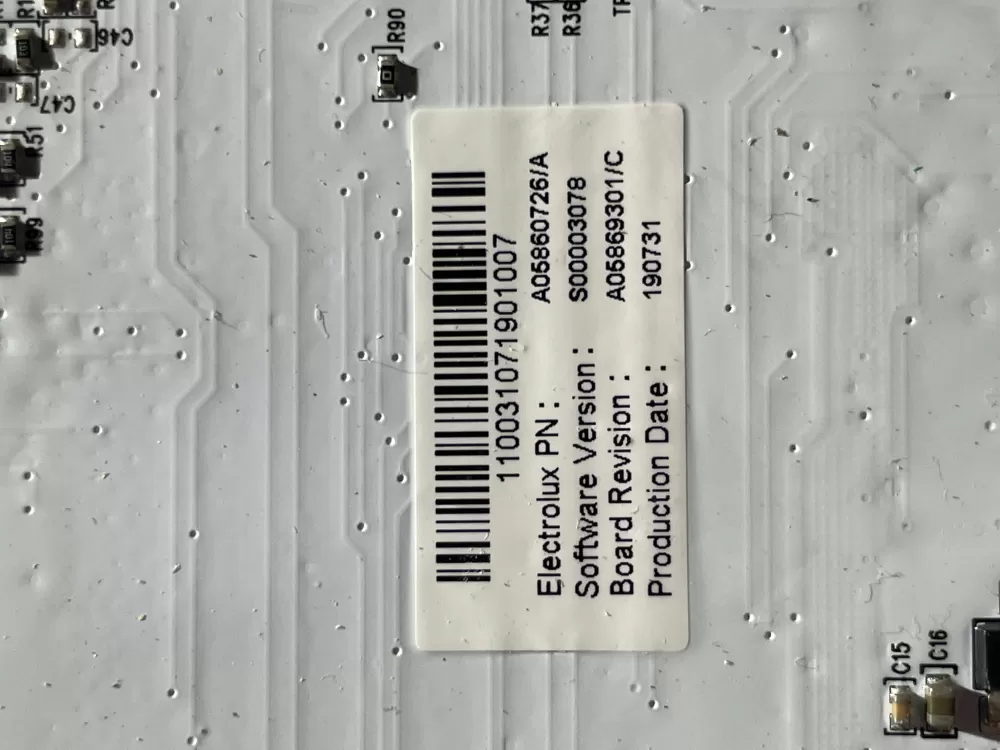 110031071901007
Electrolux PN : A05860726/A
Software Version : S00003078
Board Revision : A05869301/C
Production Date : 190731
R90
R37
R36
C46
C47
R51
R89
C15
C16